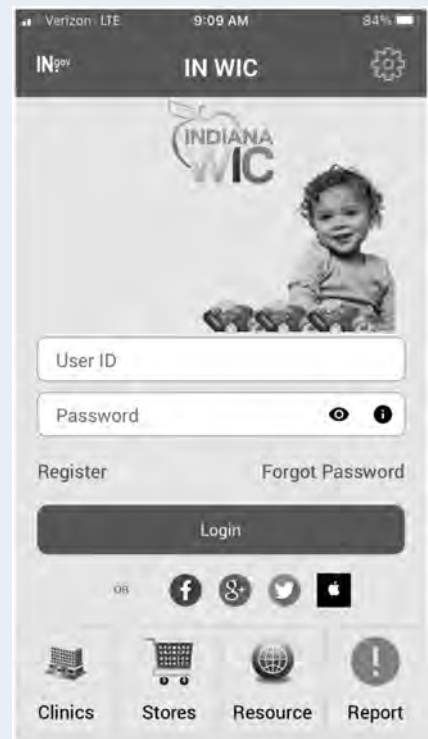 Verizon LTE 9:09 AM 84%
IN.gov IN WIC
INDIANA
WIC
User ID
Password
Register Forgot Password
Login
OR
Clinics Stores Resource Report